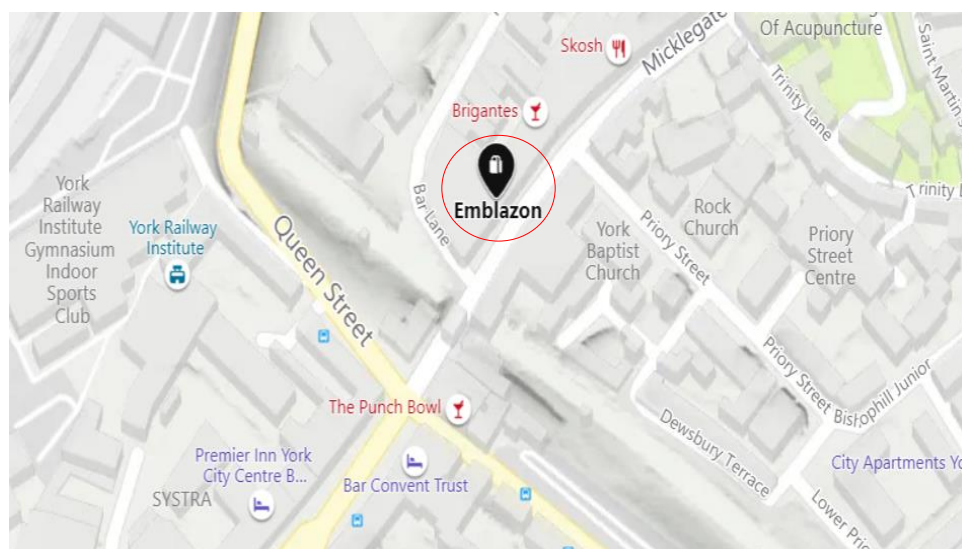 Of Acupuncture
Skosh
Micklegate
Saint Martin
Trinity Lane
Brigantes
York
Railway
Institute
Gymnasium
Indoor
Sports
Club
York Railway
Institute
Bar Lane
Emblazon
Trinity L
York
Baptist
Church
Rock
Church
Priory Street
Priory
Street
Centre
Queen Street
Priory Street
Bishophill Junior
The Punch Bowl
Dewsbury Terrace
Premier Inn York
City Centre B...
SYSTRA
Bar Convent Trust
City Apartments Yo
Lower Prio